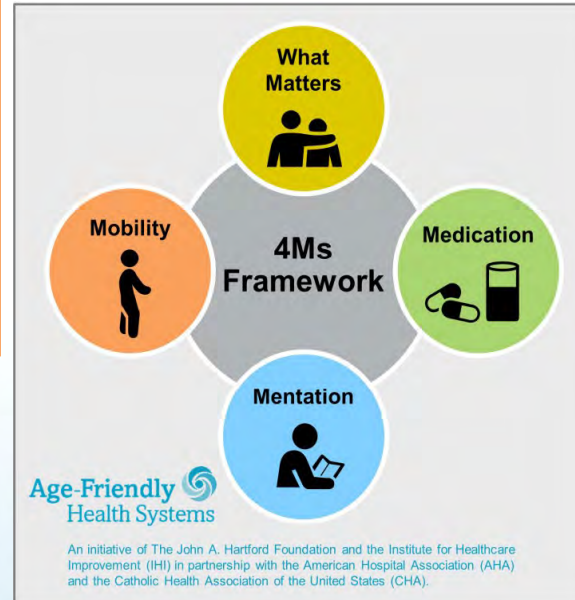 What
Matters
Mobility
Medication
4Ms
Framework
Mentation
Age-Friendly
Health Systems
An initiative of The John A. Hartford Foundation and the Institute for Healthcare
Improvement (IHI) in partnership with the American Hospital Association (AHA)
and the Catholic Health Association of the United States (CHA).